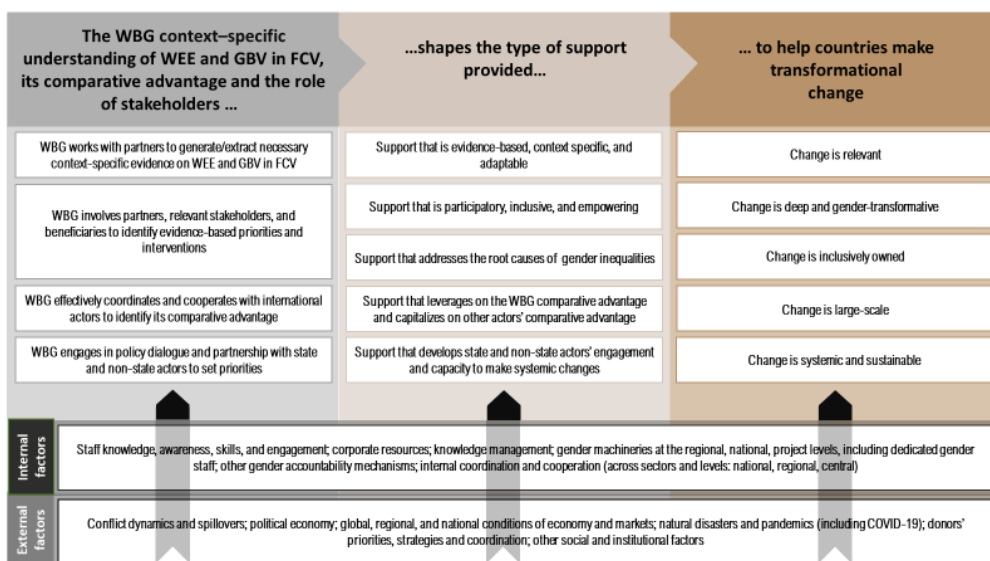 The WBG context–specific
understanding of WEE and GBV in FCV,
its comparative advantage and the role
of stakeholders ...
...shapes the type of support
provided...
... to help countries make
transformational
change
WBG works with partners to generate/extract necessary
context-specific evidence on WEE and GBV in FCV
WBG involves partners, relevant stakeholders, and
beneficiaries to identify evidence-based priorities and
interventions
WBG effectively coordinates and cooperates with international
actors to identify its comparative advantage
WBG engages in policy dialogue and partnership with state
and non-state actors to set priorities
Support that is evidence-based, context specific, and
adaptable
Support that is participatory, inclusive, and empowering
Support that addresses the root causes of gender inequalities
Support that leverages on the WBG comparative advantage
and capitalizes on other actors' comparative advantage
Support that develops state and non-state actors' engagement
and capacity to make systemic changes
Change is relevant
Change is deep and gender-transformative
Change is inclusively owned
Change is large-scale
Change is systemic and sustainable
Internal
factors
Staff knowledge, awareness, skills, and engagement; corporate resources; knowledge management; gender machineries at the regional, national, project levels, including dedicated gender
staff; other gender accountability mechanisms; internal coordination and cooperation (across sectors and levels: national, regional, central)
External
factors
Conflict dynamics and spillovers; political economy; global, regional, and national conditions of economy and markets; natural disasters and pandemics (including COVID-19); donors'
priorities, strategies and coordination; other social and institutional factors